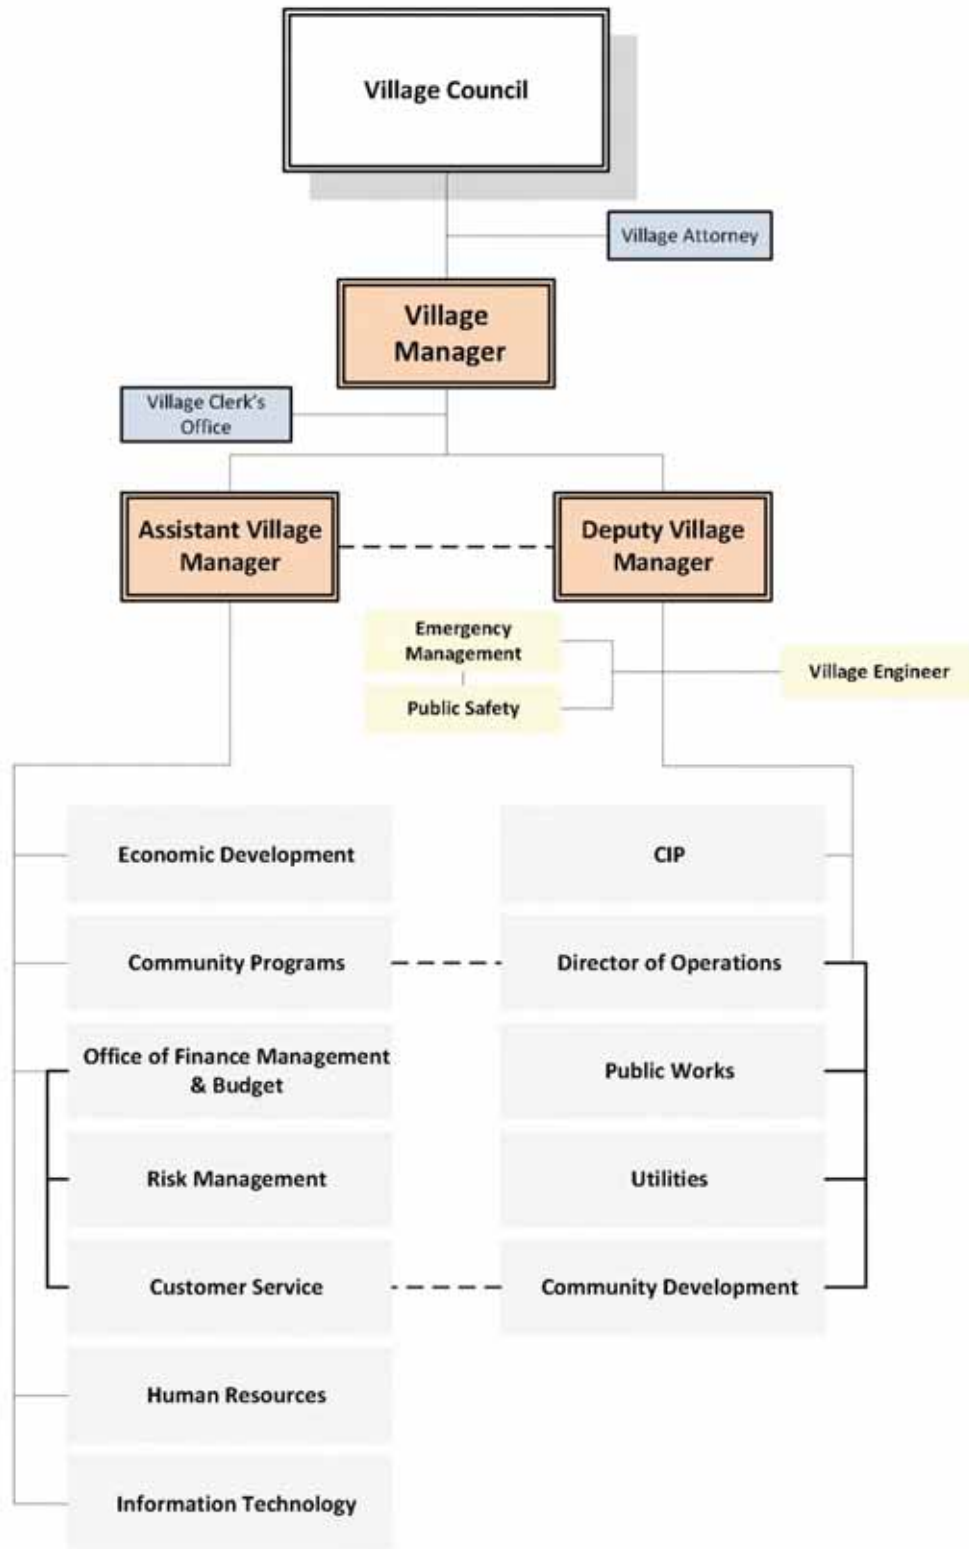 Village Council
Village Attorney
Village
Manager
Village Clerk's
Office
Assistant Village
Manager
Deputy Village
Manager
Emergency
Management
Public Safety
Village Engineer
Economic Development
CIP
Community Programs
Director of Operations
Office of Finance Management
& Budget
Public Works
Risk Management
Utilities
Customer Service
Community Development
Human Resources
Information Technology